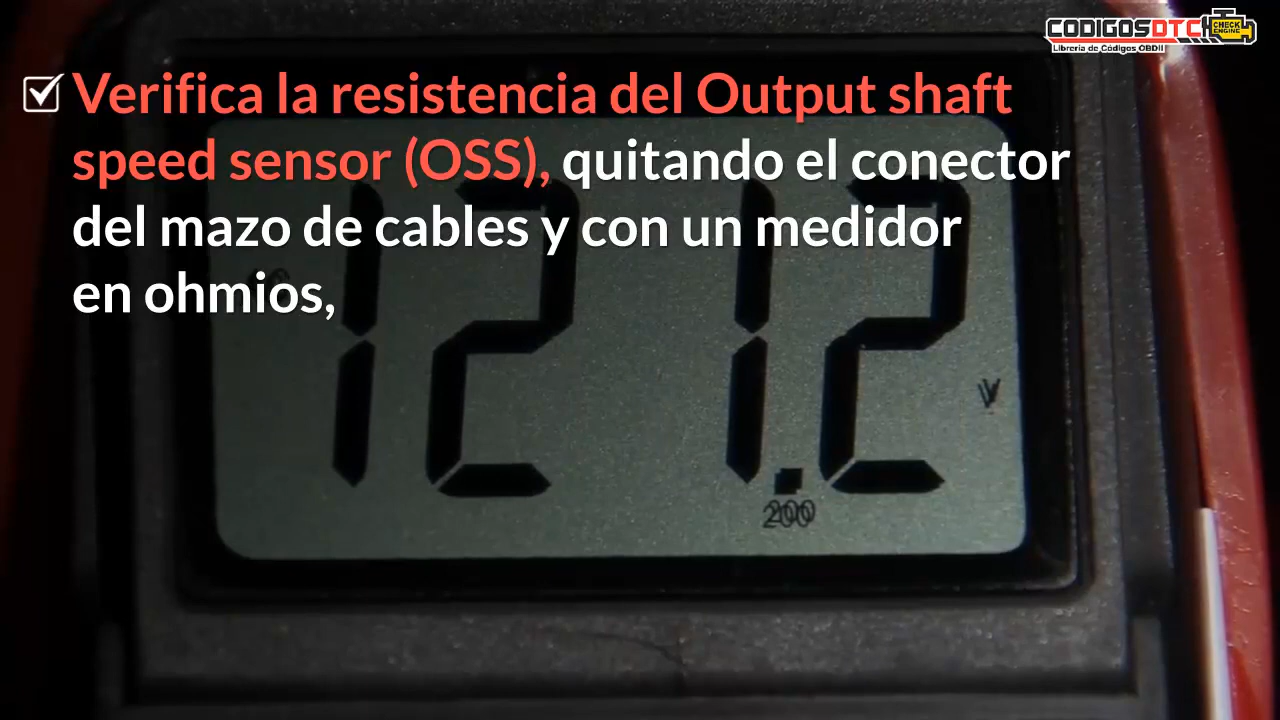 CODIGOSDTC
CHECK
ENGINE
Librería de Códigos OBDII
Verifica la resistencia del Output shaft
speed sensor (OSS), quitando el conector
del mazo de cables y con un medidor
en ohmios,
121.2
V
200